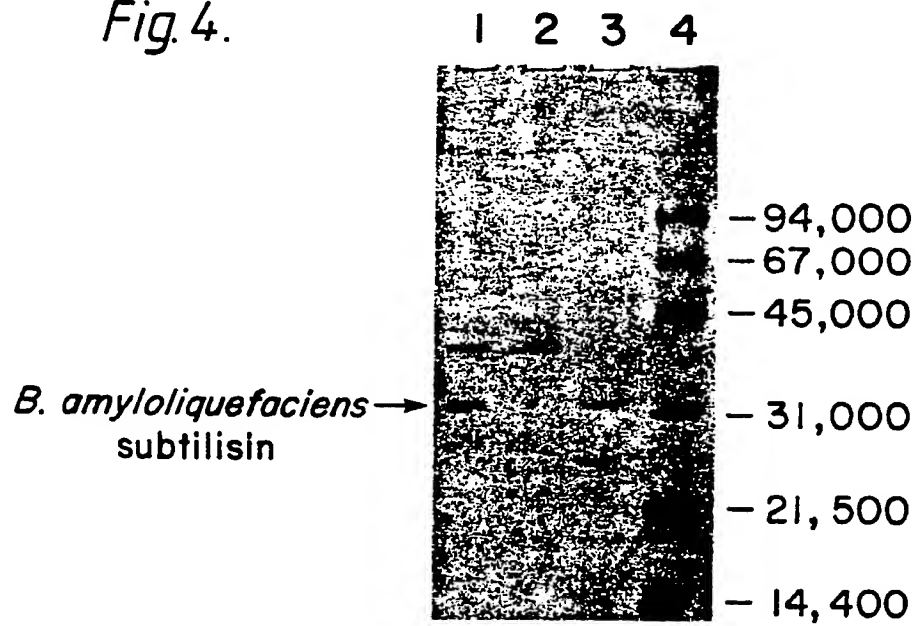 Fig. 4.
1 2 3 4
–94,000
–67,000
–45,000
B. amyloliquefaciens
subtilisin
–31,000
–21,500
–14,400